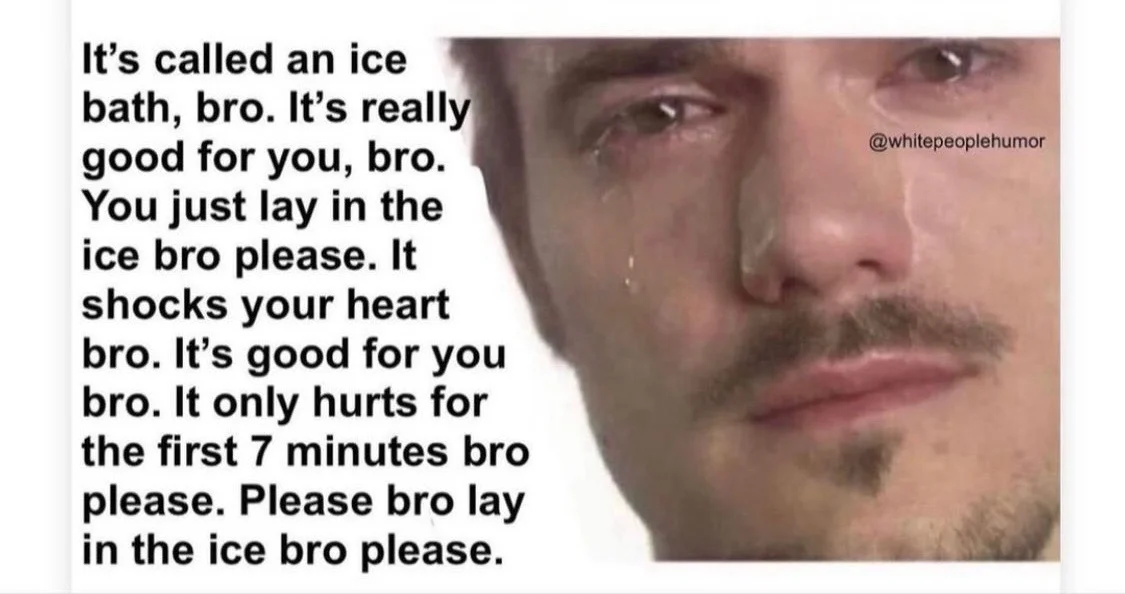 It’s called an ice
bath, bro. It’s really
good for you, bro.
You just lay in the
ice bro please. It
shocks your heart
bro. It’s good for you
bro. It only hurts for
the first 7 minutes bro
please. Please bro lay
in the ice bro please.
@whitepeoplehumor